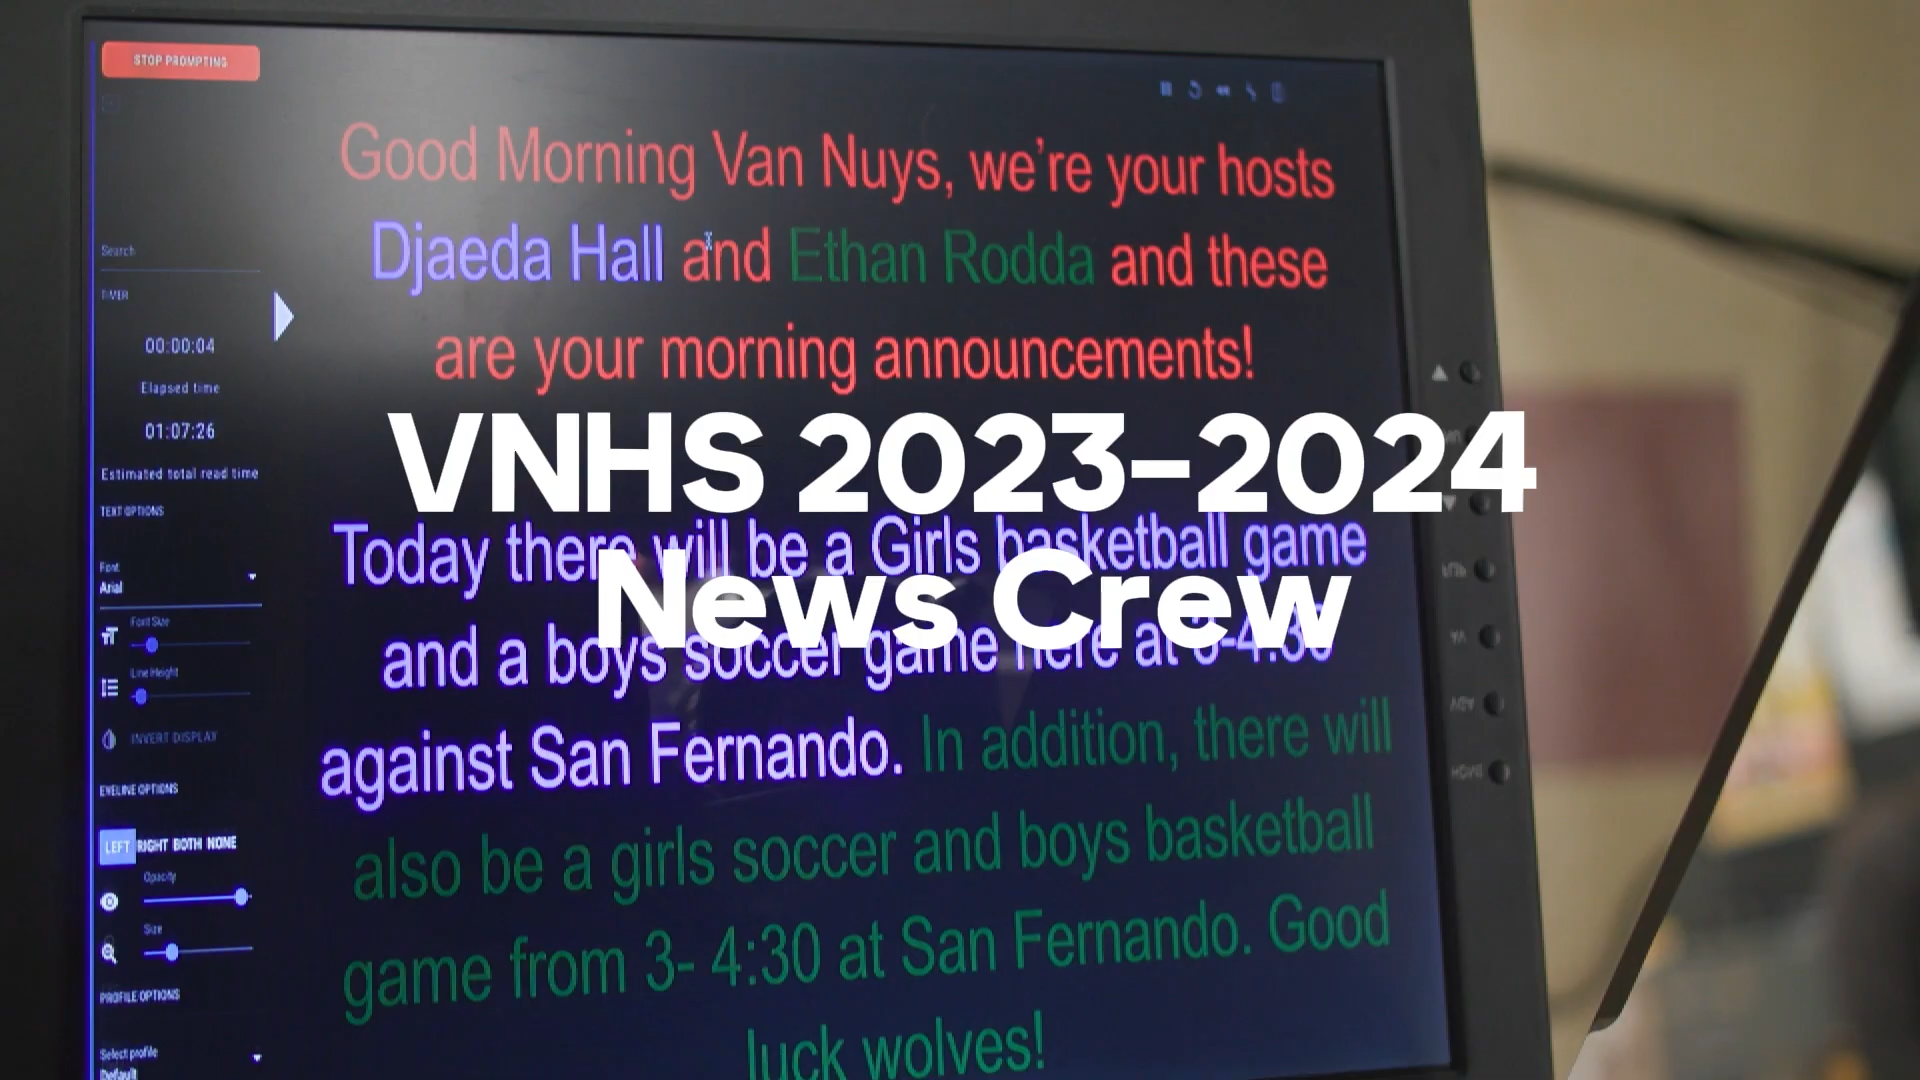 STOP PROMPTING
Good Morning Van Nuys, we're your hosts
Djaeda Hall and Ethan Rodda and these
are your morning announcements!
VNHS 2023-2024
News Crew
Today there will be a Girls basketball game
and a boys soccer game here at 3-4:30
against San Fernando. In addition, there will
also be a girls soccer and boys basketball
game from 3- 4:30 at San Fernando. Good
luck wolves!
Search
TIMER
00:00:04
Elapsed time
01:07:26
Estimated total read time
TEXT OPTIONS
Font
Arial
Font Size
Line Height
INVERT DISPLAY
EYELINE OPTIONS
LEFT RIGHT BOTH NONE
Opacity
Size
PROFILE OPTIONS
Select profile
Default